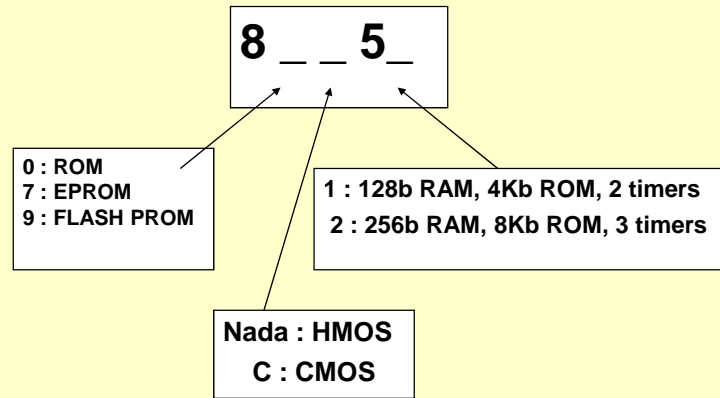 8 _ _ 5_
0 : ROM
7 : EPROM
9 : FLASH PROM
1 : 128b RAM, 4Kb ROM, 2 timers
2 : 256b RAM, 8Kb ROM, 3 timers
Nada : HMOS
C : CMOS